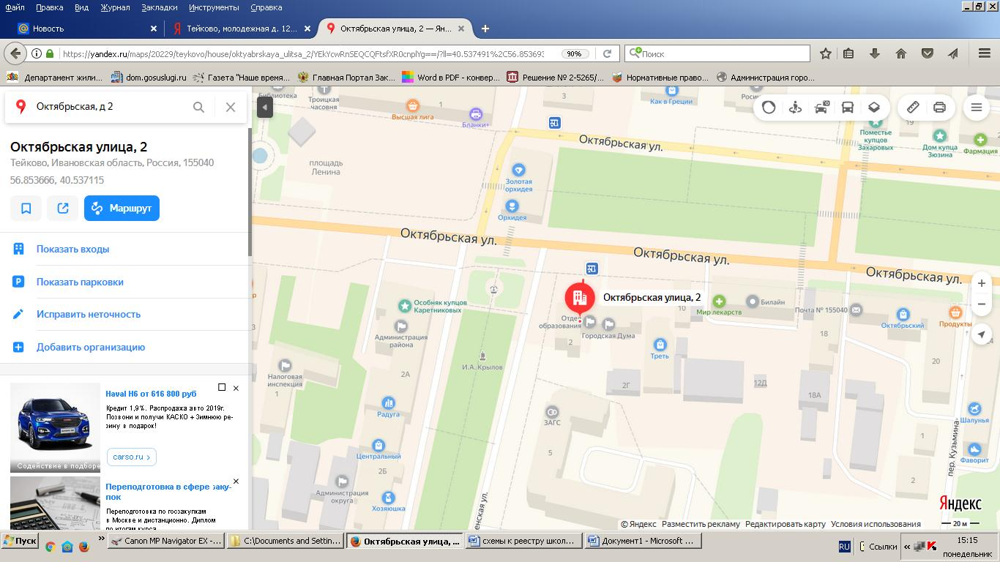 Файл Правка Вид Журнал Закладки Инструменты Справка
Новость
Тейково, молодежная д. 12...
Октябрьская улица, 2 — Ян...
https://yandex.ru/maps/20229/teykovo/house/oktyabrskaya_ulitsa_2/YEkYcwRnSEQCQFtsfXR0cnplYg==/?ll=40.537491%2C56.853693
90%
Поиск
Департамент жили...
dom.gosuslugi.ru
Газета "Наше время...
Главная Портал Зак...
Word в PDF - конвер...
Решение № 2-5265/...
Нормативные право...
Администрация горо...
Октябрьская, д 2
Октябрьская улица, 2
Тейково, Ивановская область, Россия, 155040
56.853666, 40.537115
Маршрут
Показать входы
Показать парковки
Исправить неточность
Добавить организацию
Haval H6 от 616 800 руб
Кредит 1,9%. Распродажа авто 2019г.
Позвони и получи КАСКО + Зимнюю ре-
зину в подарок!
carso.ru
Содействие в подборе
Переподготовка в сфере заку-
пок
Переподготовка по госзакупкам
в Москве и дистанционно. Диплом
по итогам курса
Библиотека
Троицкая
часовня
Высшая лига
1
Бланки+
3
Как в Греции
19
Поместье
купцов
Захаровых
Дом купца
Зюзина
Фармация
площадь
Ленина
Октябрьская ул.
Золотая
орхидея
Орхидея
Октябрьская ул.
Октябрьская ул.
Октябрьская ул.
Октябрьская улица, 2
Особняк купцов
Каретниковых
Администрация
района
Отдел
образования
Городская Дума
2
10
Мир лекарств
Билайн
Почта № 155040
18
Октябрьский
Продукты
20
И.А. Крылов
Треть
Налоговая
инспекция
1
2А
2Г
12Д
18А
Радуга
ЗАГС
5
Центральный
2Б
Администрация
округа
Хозяюшка
енская ул.
пер. Кузьмина
Шалунья
Фаворит
1
2
Яндекс
© Яндекс Разместить рекламу Редактировать карту Условия использования
20 м
Пуск
Canon MP Navigator EX -...
C:\Documents and Settin...
Октябрьская улица, ...
схемы к реестру школ...
Документ1 - Microsoft ...
RU
Ссылки
15:15
понедельник